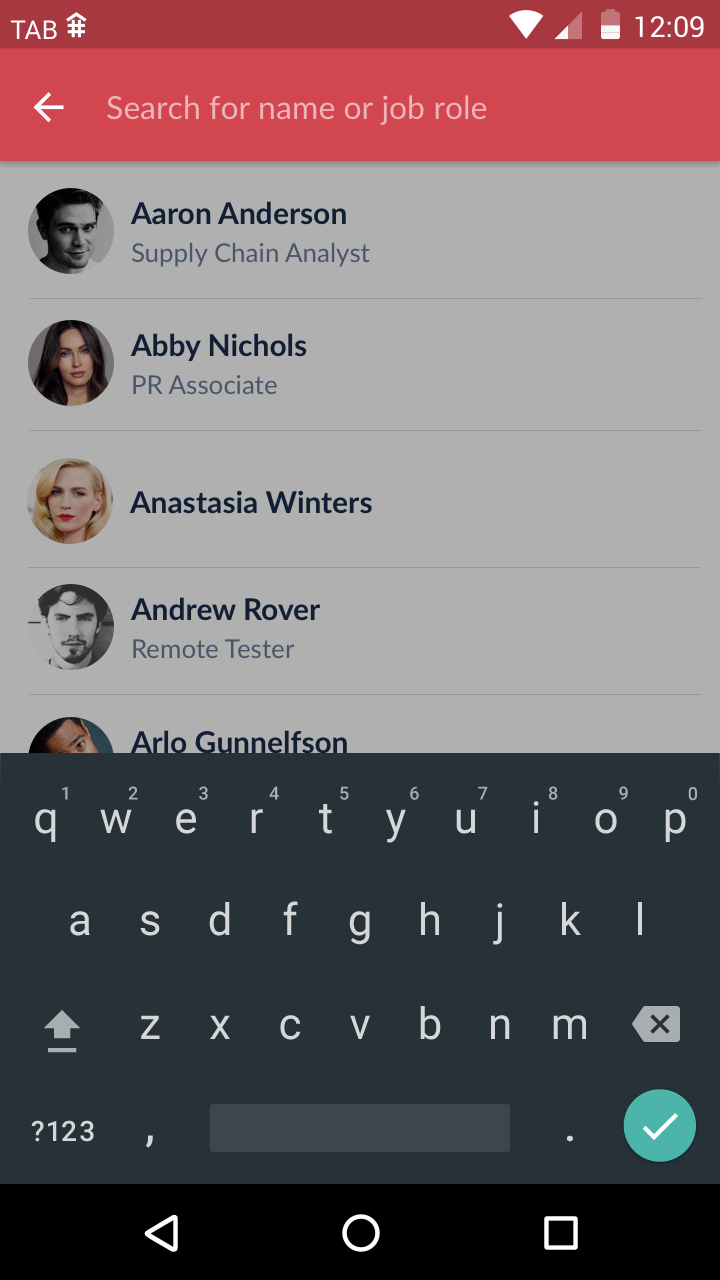 TAB 12:09
Search for name or job role
Aaron Anderson
Supply Chain Analyst
Abby Nichols
PR Associate
Anastasia Winters
Andrew Rover
Remote Tester
Arlo Gunnelfson
1 2 3 4 5 6 7 8 9 0
q w e r t y u i o p
a s d f g h j k l
z x c v b n m
?123 , .